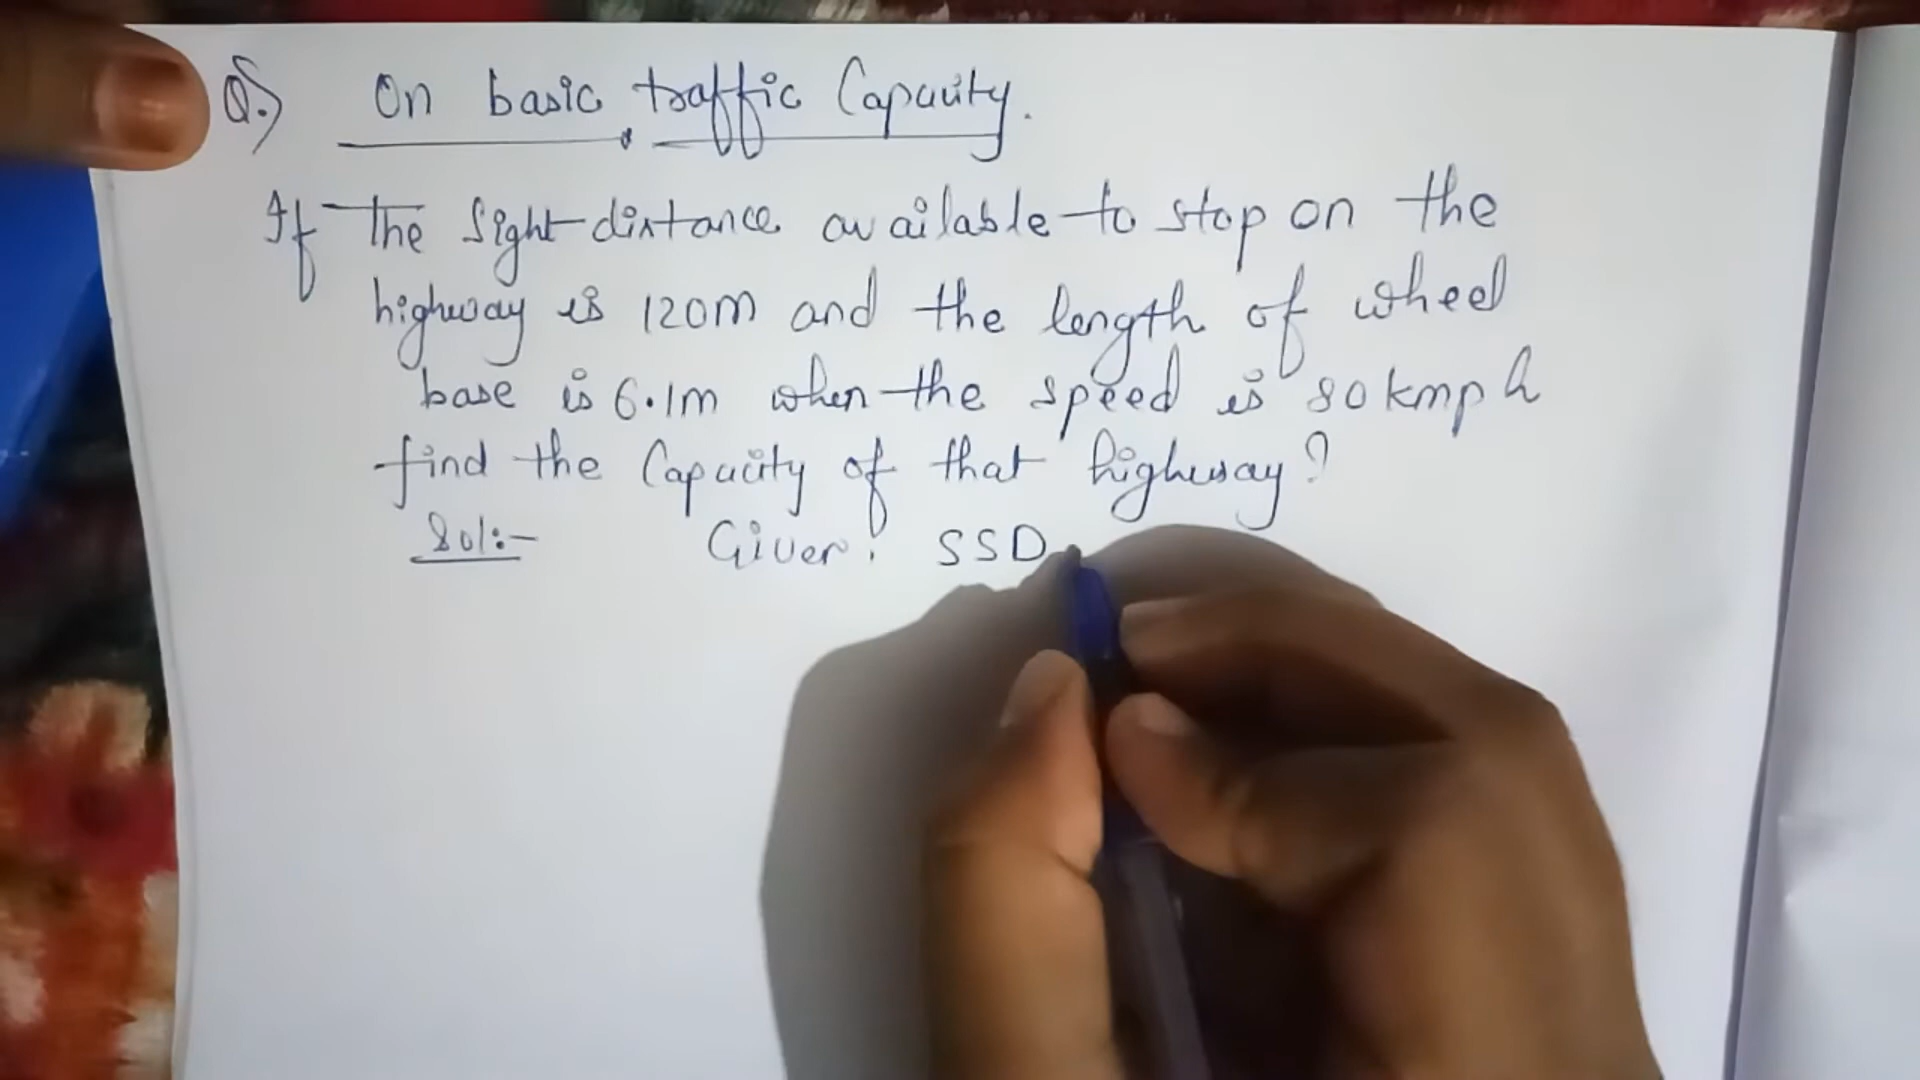 Q.) On basic traffic Capacity.
If the Sight distance available to stop on the
highway is 120m and the length of wheel
base is 6.1m when the speed is 80kmph
find the Capacity of that highway?
Sol:- Given: SSD